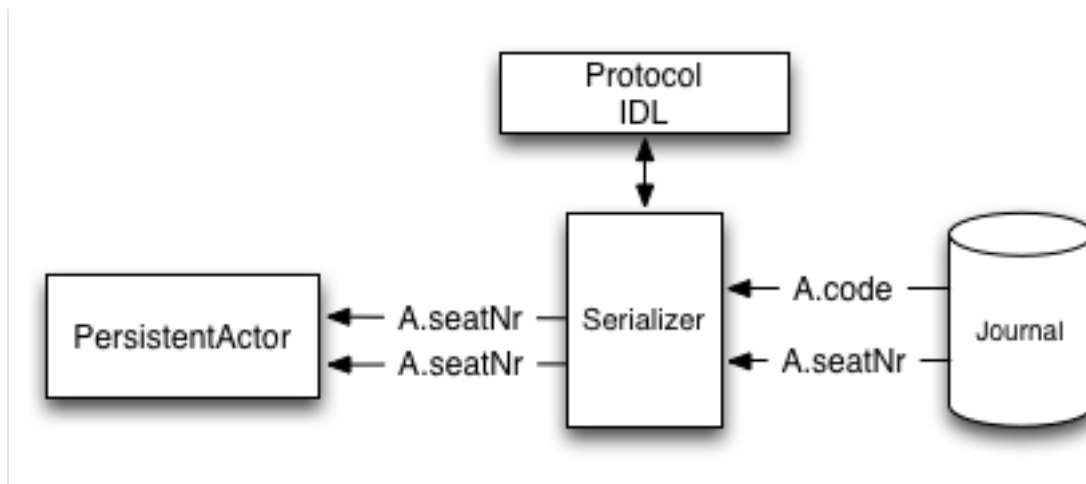 Protocol
IDL
A.code
A.seatNr
Serializer
PersistentActor
Journal
A.seatNr
A.seatNr